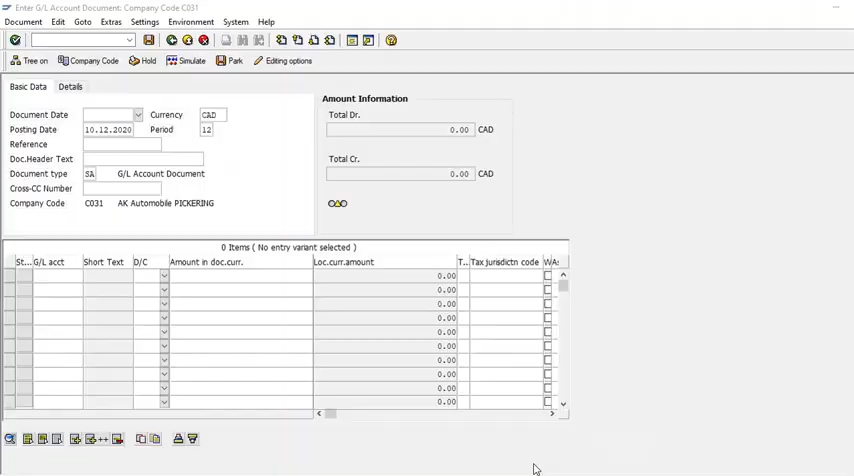 Enter G/L Account Document: Company Code C031
Document Edit Goto Extras Settings Environment System Help
Tree on Company Code Hold Simulate Park Editing options
Basic Data Details
Document Date Currency CAD
Posting Date 10.12.2020 Period 12
Reference
Doc.Header Text
Document type SA G/L Account Document
Cross-CC Number
Company Code C031 AK Automobile PICKERING
Amount Information
Total Dr.
0.00 CAD
Total Cr.
0.00 CAD
0 Items ( No entry variant selected )
St... G/L acct Short Text D/C Amount in doc.curr. Loc.curr.amount T.. Tax jurisdictn code W As
0.00
0.00
0.00
0.00
0.00
0.00
0.00
0.00
0.00
0.00